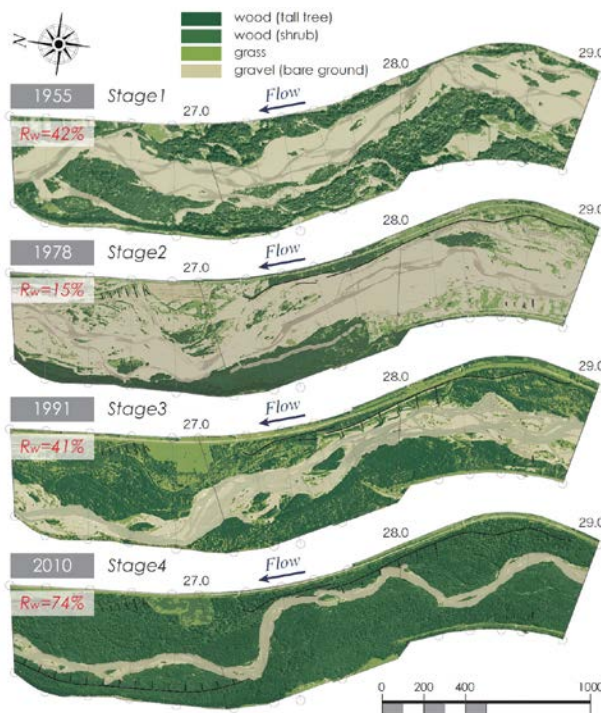 N
wood (tall tree)
wood (shrub)
grass
gravel (bare ground)
1955 Stage1
Rw=42%
27.0 Flow 28.0 29.0
1978 Stage2
Rw=15%
27.0 Flow 28.0 29.0
1991 Stage3
Rw=41%
27.0 Flow 28.0 29.0
2010 Stage4
Rw=74%
27.0 Flow 28.0 29.0
0 200 400 1000